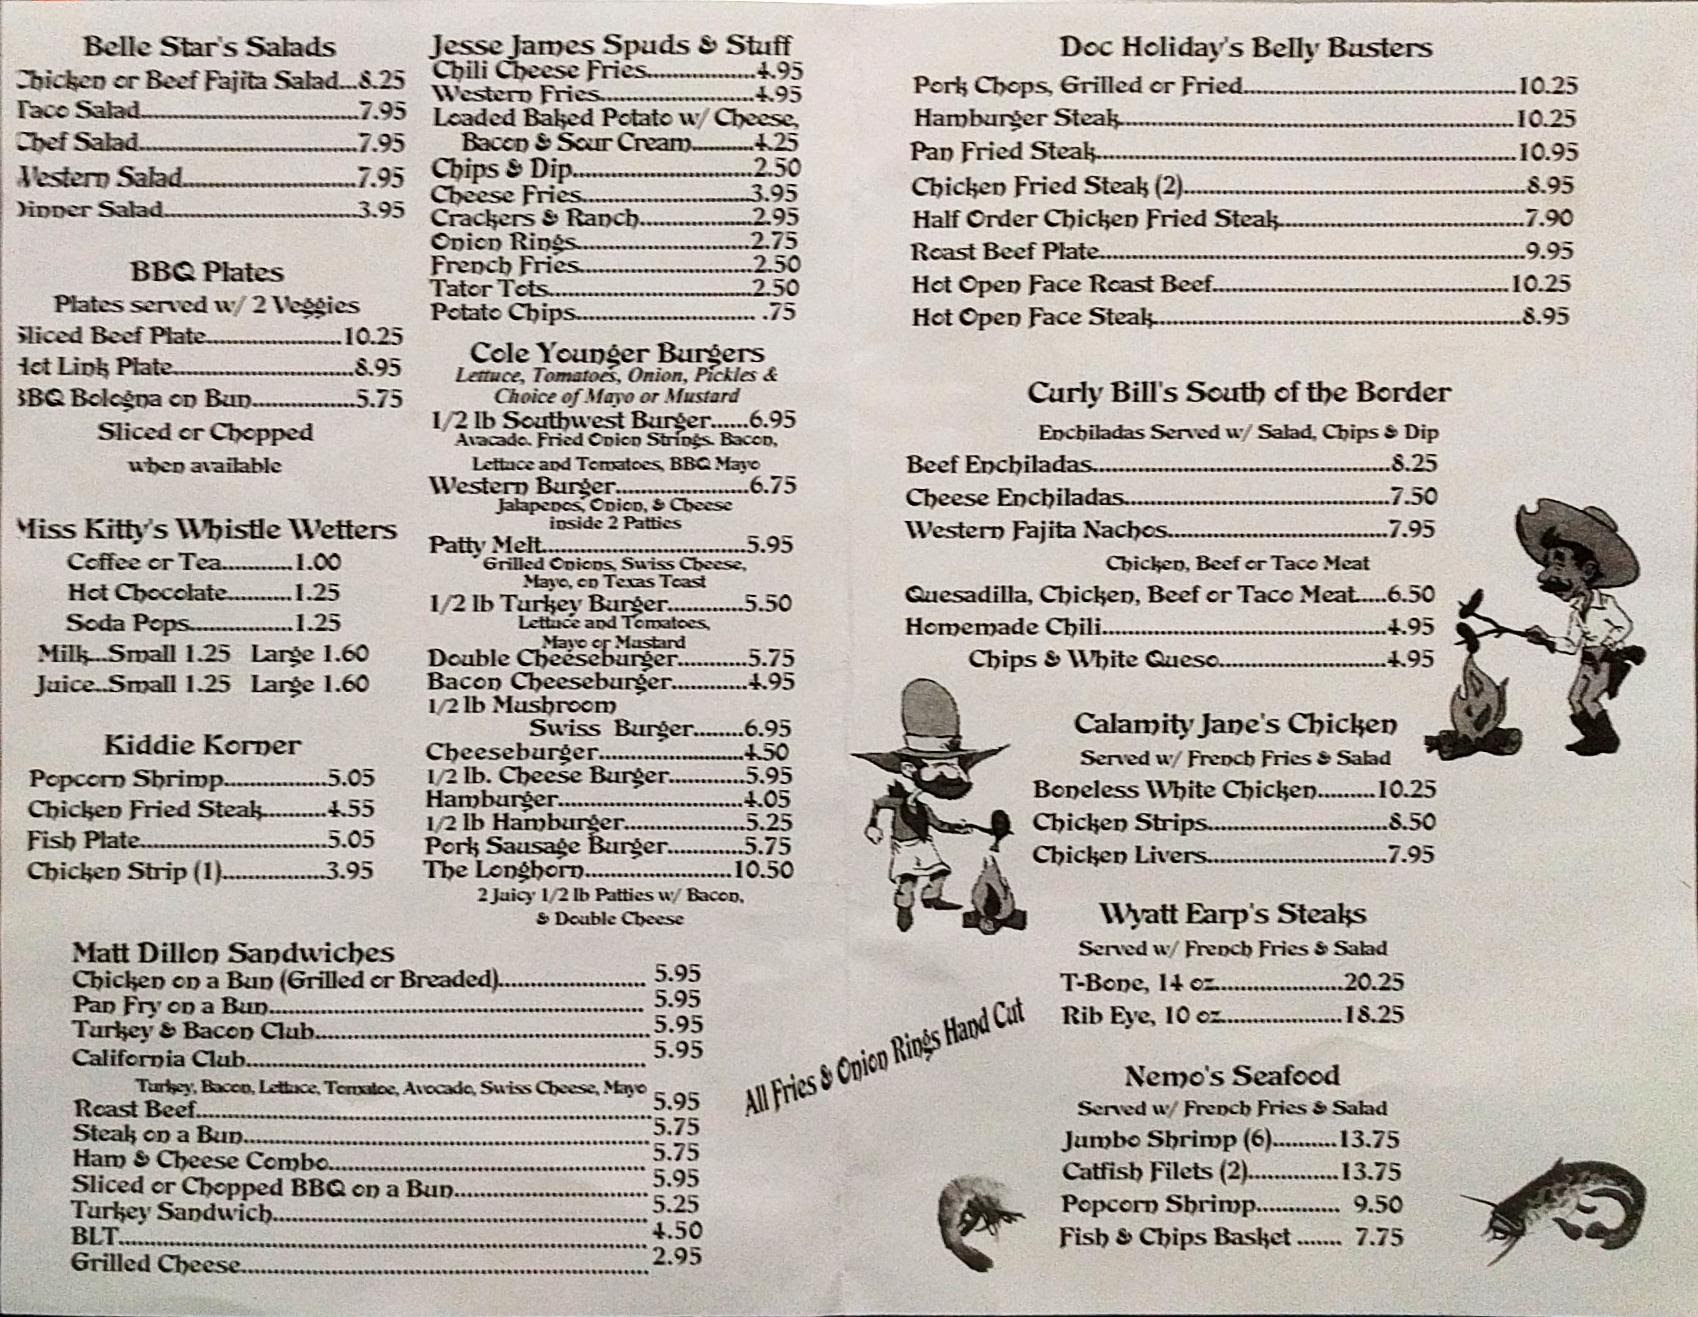 Belle Star's Salads
Chicken or Beef Fajita Salad...8.25
Taco Salad...7.95
Chef Salad...7.95
Western Salad...7.95
Dinner Salad...3.95
BBQ Plates
Plates served w/ 2 Veggies
Sliced Beef Plate...10.25
Hot Link Plate...8.95
BBQ Bologna on Bun...5.75
Sliced or Chopped
when available
Miss Kitty's Whistle Wetters
Coffee or Tea...1.00
Hot Chocolate...1.25
Soda Pops...1.25
Milk...Small 1.25 Large 1.60
Juice...Small 1.25 Large 1.60
Kiddie Korner
Popcorn Shrimp...5.05
Chicken Fried Steak...4.55
Fish Plate...5.05
Chicken Strip (1)...3.95
Jesse James Spuds & Stuff
Chili Cheese Fries...4.95
Western Fries...4.95
Loaded Baked Potato w/ Cheese,
Bacon & Sour Cream...4.25
Chips & Dip...2.50
Cheese Fries...3.95
Crackers & Ranch...2.95
Onion Rings...2.75
French Fries...2.50
Tator Tots...2.50
Potato Chips... .75
Cole Younger Burgers
Lettuce, Tomatoes, Onion, Pickles &
Choice of Mayo or Mustard
1/2 lb Southwest Burger...6.95
Avacado. Fried Onion Strings. Bacon,
Lettuce and Tomatoes, BBQ Mayo
Western Burger...6.75
Jalapenos, Onion, & Cheese
inside 2 Patties
Patty Melt...5.95
Grilled Onions, Swiss Cheese,
Mayo, on Texas Toast
1/2 lb Turkey Burger...5.50
Lettuce and Tomatoes,
Mayo or Mustard
Double Cheeseburger...5.75
Bacon Cheeseburger...4.95
1/2 lb Mushroom
Swiss Burger...6.95
Cheeseburger...4.50
1/2 lb. Cheese Burger...5.95
Hamburger...4.05
1/2 lb Hamburger...5.25
Pork Sausage Burger...5.75
The Longhorn...10.50
2 Juicy 1/2 lb Patties w/ Bacon,
& Double Cheese
Matt Dillon Sandwiches
Chicken on a Bun (Grilled or Breaded)...5.95
Pan Fry on a Bun...5.95
Turkey & Bacon Club...5.95
California Club...5.95
Turkey, Bacon, Lettuce, Tomatoe, Avocado, Swiss Cheese, Mayo
Roast Beef...5.95
Steak on a Bun...5.75
Ham & Cheese Combo...5.75
Sliced or Chopped BBQ on a Bun...5.95
Turkey Sandwich...5.25
BLT...4.50
Grilled Cheese...2.95
All Fries & Onion Rings Hand Cut
Doc Holiday's Belly Busters
Pork Chops, Grilled or Fried...10.25
Hamburger Steak...10.25
Pan Fried Steak...10.95
Chicken Fried Steak (2)...8.95
Half Order Chicken Fried Steak...7.90
Roast Beef Plate...9.95
Hot Open Face Roast Beef...10.25
Hot Open Face Steak...8.95
Curly Bill's South of the Border
Enchiladas Served w/ Salad, Chips & Dip
Beef Enchiladas...8.25
Cheese Enchiladas...7.50
Western Fajita Nachos...7.95
Chicken, Beef or Taco Meat
Quesadilla, Chicken, Beef or Taco Meat...6.50
Homemade Chili...4.95
Chips & White Queso...4.95
Calamity Jane's Chicken
Served w/ French Fries & Salad
Boneless White Chicken...10.25
Chicken Strips...8.50
Chicken Livers...7.95
Wyatt Earp's Steaks
Served w/ French Fries & Salad
T-Bone, 14 oz...20.25
Rib Eye, 10 oz...18.25
Nemo's Seafood
Served w/ French Fries & Salad
Jumbo Shrimp (6)...13.75
Catfish Filets (2)...13.75
Popcorn Shrimp... 9.50
Fish & Chips Basket ... 7.75